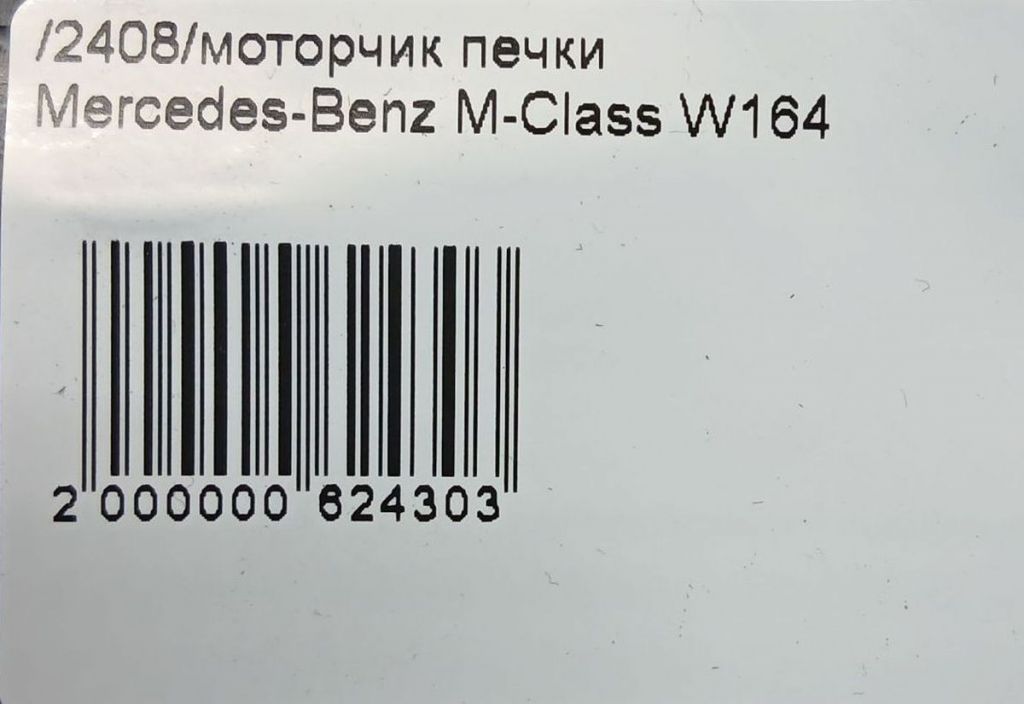 /2408/моторчик печки
Mercedes-Benz M-Class W164
2 000000 624303